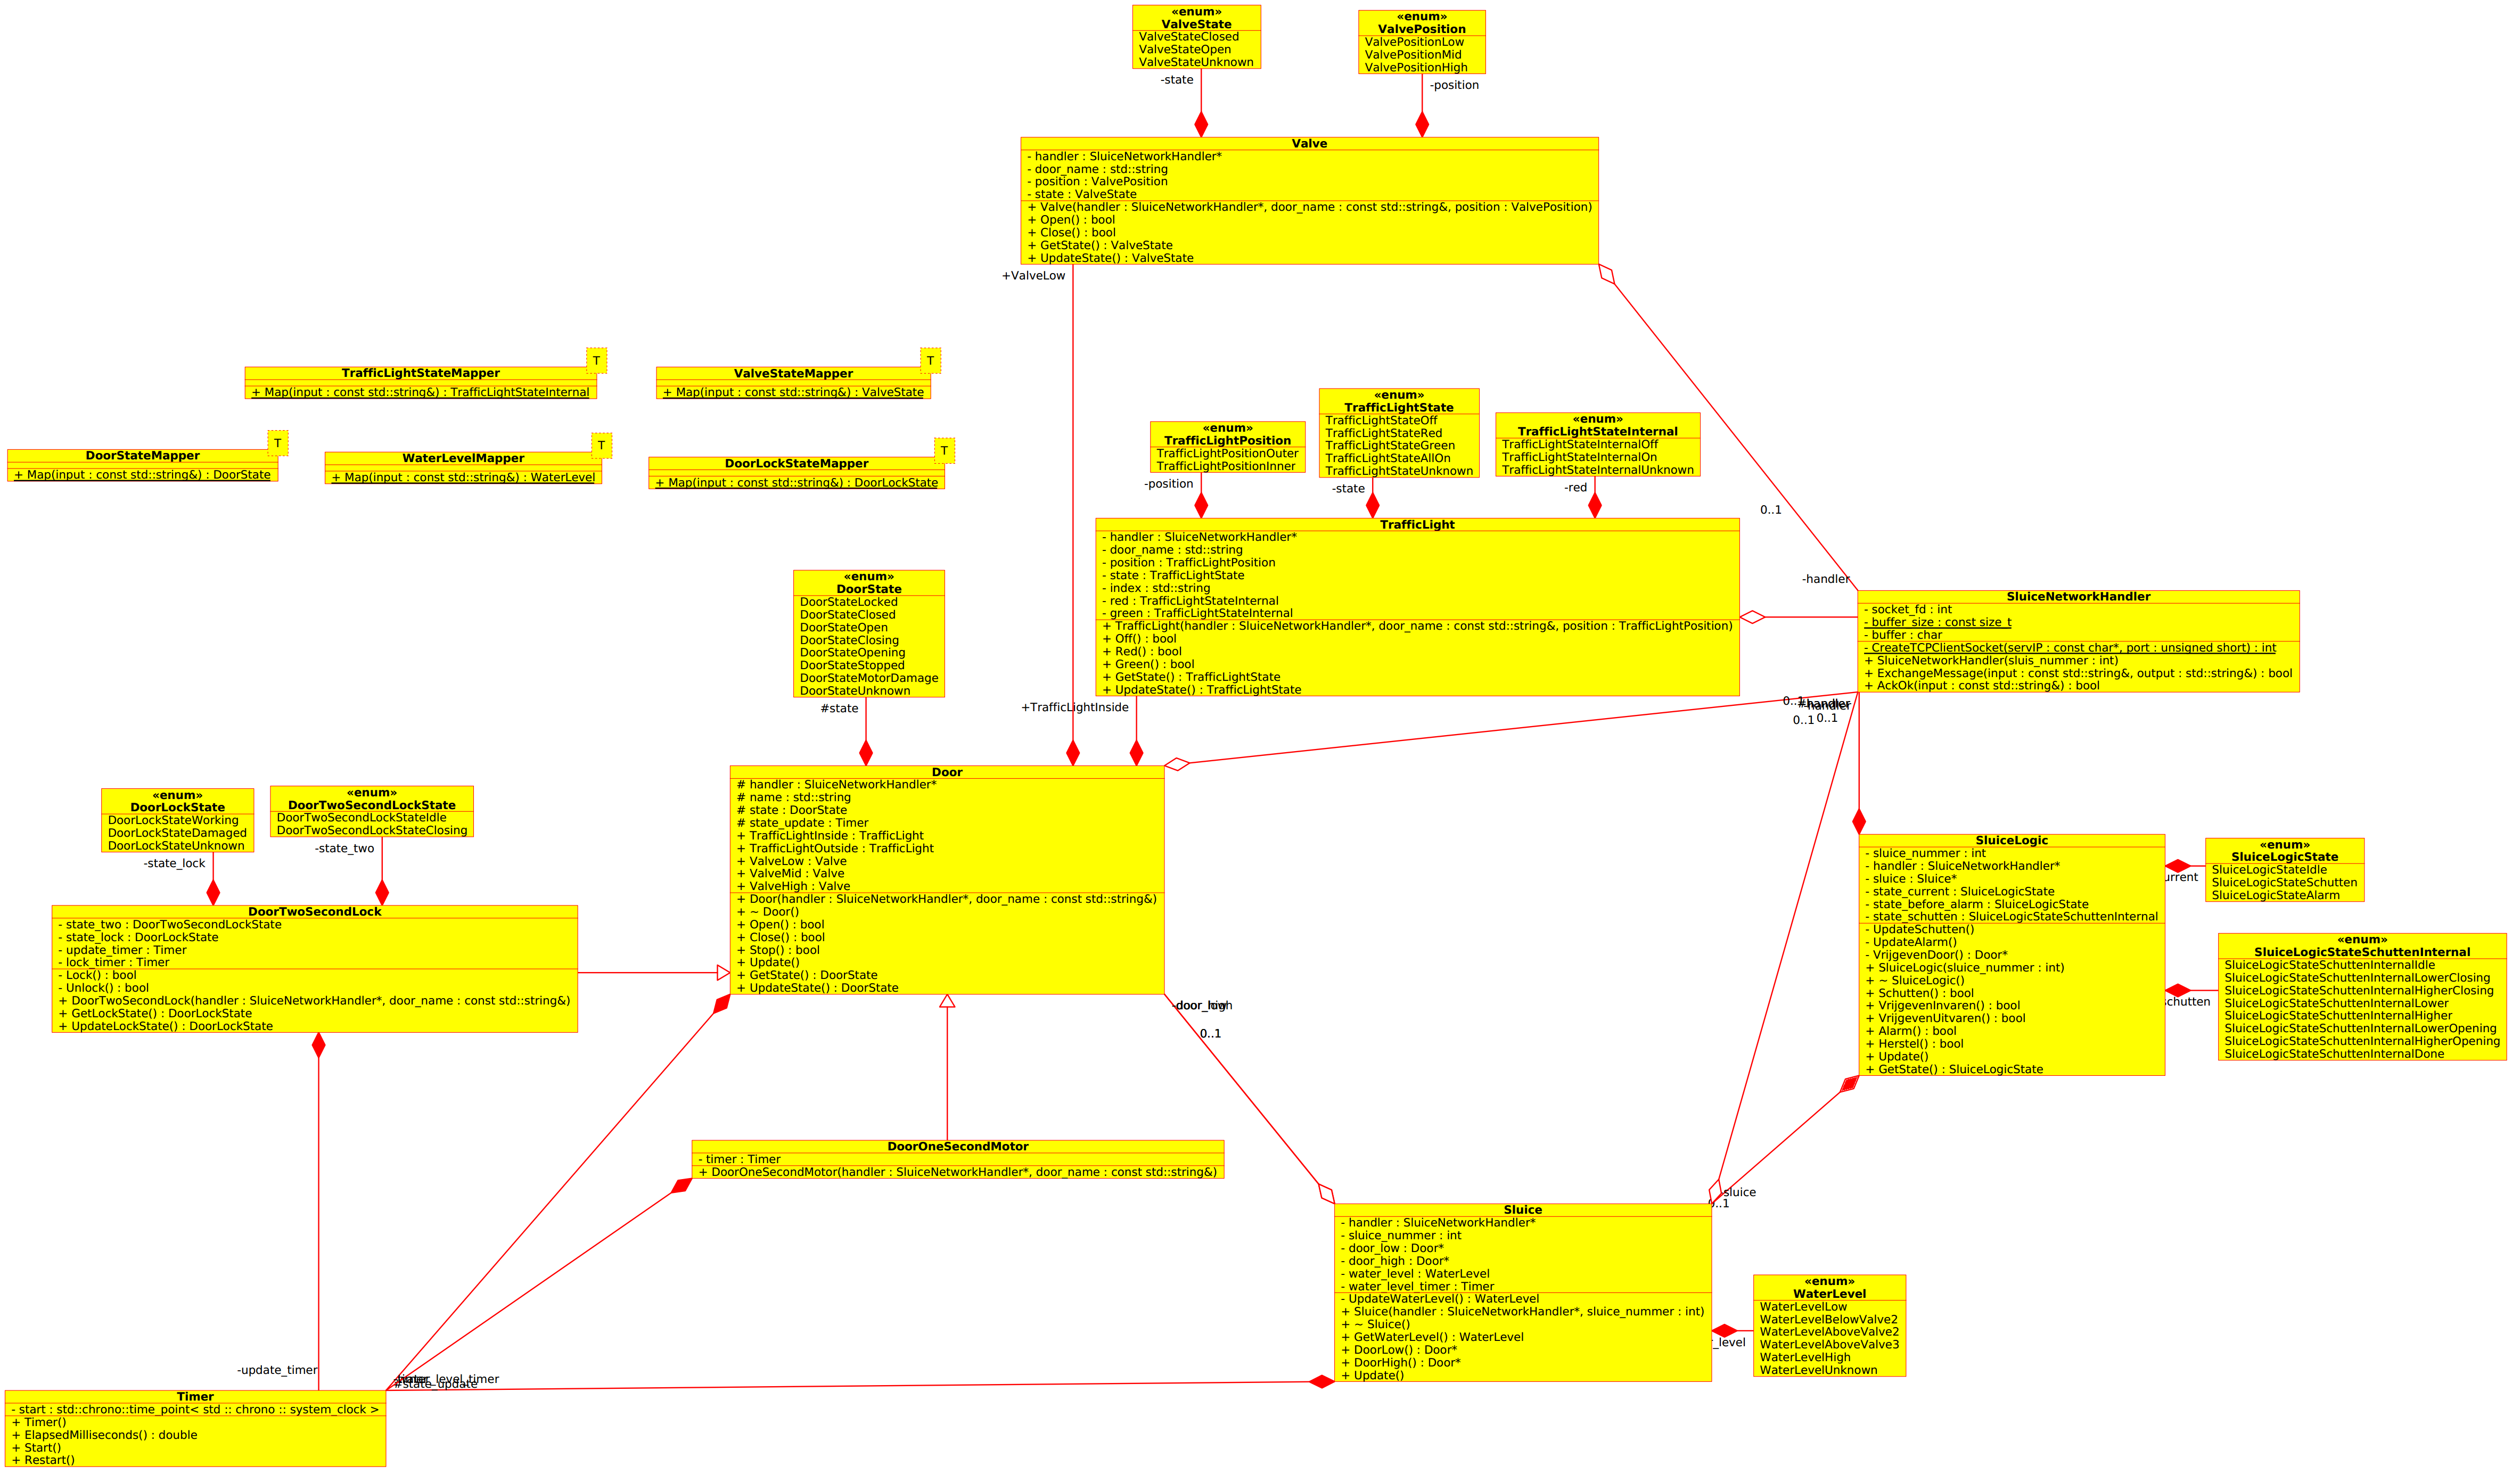 «enum»
ValveState
ValveStateClosed
ValveStateOpen
ValveStateUnknown
-state
«enum»
ValvePosition
ValvePositionLow
ValvePositionMid
ValvePositionHigh
-position
Valve
- handler : SluiceNetworkHandler*
- door_name : std::string
- position : ValvePosition
- state : ValveState
+ Valve(handler : SluiceNetworkHandler*, door_name : const std::string&, position : ValvePosition)
+ Open() : bool
+ Close() : bool
+ GetState() : ValveState
+ UpdateState() : ValveState
+ValveLow
T
TrafficLightStateMapper
+ Map(input : const std::string&) : TrafficLightStateInternal
T
ValveStateMapper
+ Map(input : const std::string&) : ValveState
T
DoorStateMapper
+ Map(input : const std::string&) : DoorState
T
WaterLevelMapper
+ Map(input : const std::string&) : WaterLevel
T
DoorLockStateMapper
+ Map(input : const std::string&) : DoorLockState
«enum»
TrafficLightPosition
TrafficLightPositionOuter
TrafficLightPositionInner
-position
«enum»
TrafficLightState
TrafficLightStateOff
TrafficLightStateRed
TrafficLightStateGreen
TrafficLightStateAllOn
TrafficLightStateUnknown
-state
«enum»
TrafficLightStateInternal
TrafficLightStateInternalOff
TrafficLightStateInternalOn
TrafficLightStateInternalUnknown
-red
0..1
-handler
TrafficLight
- handler : SluiceNetworkHandler*
- door_name : std::string
- position : TrafficLightPosition
- state : TrafficLightState
- index : std::string
- red : TrafficLightStateInternal
- green : TrafficLightStateInternal
+ TrafficLight(handler : SluiceNetworkHandler*, door_name : const std::string&, position : TrafficLightPosition)
+ Off() : bool
+ Red() : bool
+ Green() : bool
+ GetState() : TrafficLightState
+ UpdateState() : TrafficLightState
+TrafficLightInside
SluiceNetworkHandler
- socket_fd : int
- buffer_size : const size_t
- buffer : char
- CreateTCPClientSocket(servIP : const char*, port : unsigned short) : int
+ SluiceNetworkHandler(sluis_nummer : int)
+ ExchangeMessage(input : const std::string&, output : std::string&) : bool
+ AckOk(input : const std::string&) : bool
0..1
#handler
0..1
0..1
«enum»
DoorState
DoorStateLocked
DoorStateClosed
DoorStateOpen
DoorStateClosing
DoorStateOpening
DoorStateStopped
DoorStateMotorDamage
DoorStateUnknown
#state
Door
# handler : SluiceNetworkHandler*
# name : std::string
# state : DoorState
# state_update : Timer
+ TrafficLightInside : TrafficLight
+ TrafficLightOutside : TrafficLight
+ ValveLow : Valve
+ ValveMid : Valve
+ ValveHigh : Valve
+ Door(handler : SluiceNetworkHandler*, door_name : const std::string&)
+ ~ Door()
+ Open() : bool
+ Close() : bool
+ Stop() : bool
+ Update()
+ GetState() : DoorState
+ UpdateState() : DoorState
«enum»
DoorLockState
DoorLockStateWorking
DoorLockStateDamaged
DoorLockStateUnknown
-state_lock
«enum»
DoorTwoSecondLockState
DoorTwoSecondLockStateIdle
DoorTwoSecondLockStateClosing
-state_two
DoorTwoSecondLock
- state_two : DoorTwoSecondLockState
- state_lock : DoorLockState
- update_timer : Timer
- lock_timer : Timer
- Lock() : bool
- Unlock() : bool
+ DoorTwoSecondLock(handler : SluiceNetworkHandler*, door_name : const std::string&)
+ GetLockState() : DoorLockState
+ UpdateLockState() : DoorLockState
SluiceLogic
- sluice_nummer : int
- handler : SluiceNetworkHandler*
- sluice : Sluice*
- state_current : SluiceLogicState
- state_before_alarm : SluiceLogicState
- state_schutten : SluiceLogicStateSchuttenInternal
- UpdateSchutten()
- UpdateAlarm()
- VrijgevenDoor() : Door*
+ SluiceLogic(sluice_nummer : int)
+ ~ SluiceLogic()
+ Schutten() : bool
+ VrijgevenInvaren() : bool
+ VrijgevenUitvaren() : bool
+ Alarm() : bool
+ Herstel() : bool
+ Update()
+ GetState() : SluiceLogicState
«enum»
SluiceLogicState
SluiceLogicStateIdle
SluiceLogicStateSchutten
SluiceLogicStateAlarm
urrent
«enum»
SluiceLogicStateSchuttenInternal
SluiceLogicStateSchuttenInternalIdle
SluiceLogicStateSchuttenInternalLowerClosing
SluiceLogicStateSchuttenInternalHigherClosing
SluiceLogicStateSchuttenInternalLower
SluiceLogicStateSchuttenInternalHigher
SluiceLogicStateSchuttenInternalLowerOpening
SluiceLogicStateSchuttenInternalHigherOpening
SluiceLogicStateSchuttenInternalDone
schutten
-door_high
0..1
DoorOneSecondMotor
- timer : Timer
+ DoorOneSecondMotor(handler : SluiceNetworkHandler*, door_name : const std::string&)
-sluice
0..1
Sluice
- handler : SluiceNetworkHandler*
- sluice_nummer : int
- door_low : Door*
- door_high : Door*
- water_level : WaterLevel
- water_level_timer : Timer
- UpdateWaterLevel() : WaterLevel
+ Sluice(handler : SluiceNetworkHandler*, sluice_nummer : int)
+ ~ Sluice()
+ GetWaterLevel() : WaterLevel
+ DoorLow() : Door*
+ DoorHigh() : Door*
+ Update()
«enum»
WaterLevel
WaterLevelLow
WaterLevelBelowValve2
WaterLevelAboveValve2
WaterLevelAboveValve3
WaterLevelHigh
WaterLevelUnknown
r_level
-update_timer
-water_level_timer
#state_update
Timer
- start : std::chrono::time_point< std :: chrono :: system_clock >
+ Timer()
+ ElapsedMilliseconds() : double
+ Start()
+ Restart()